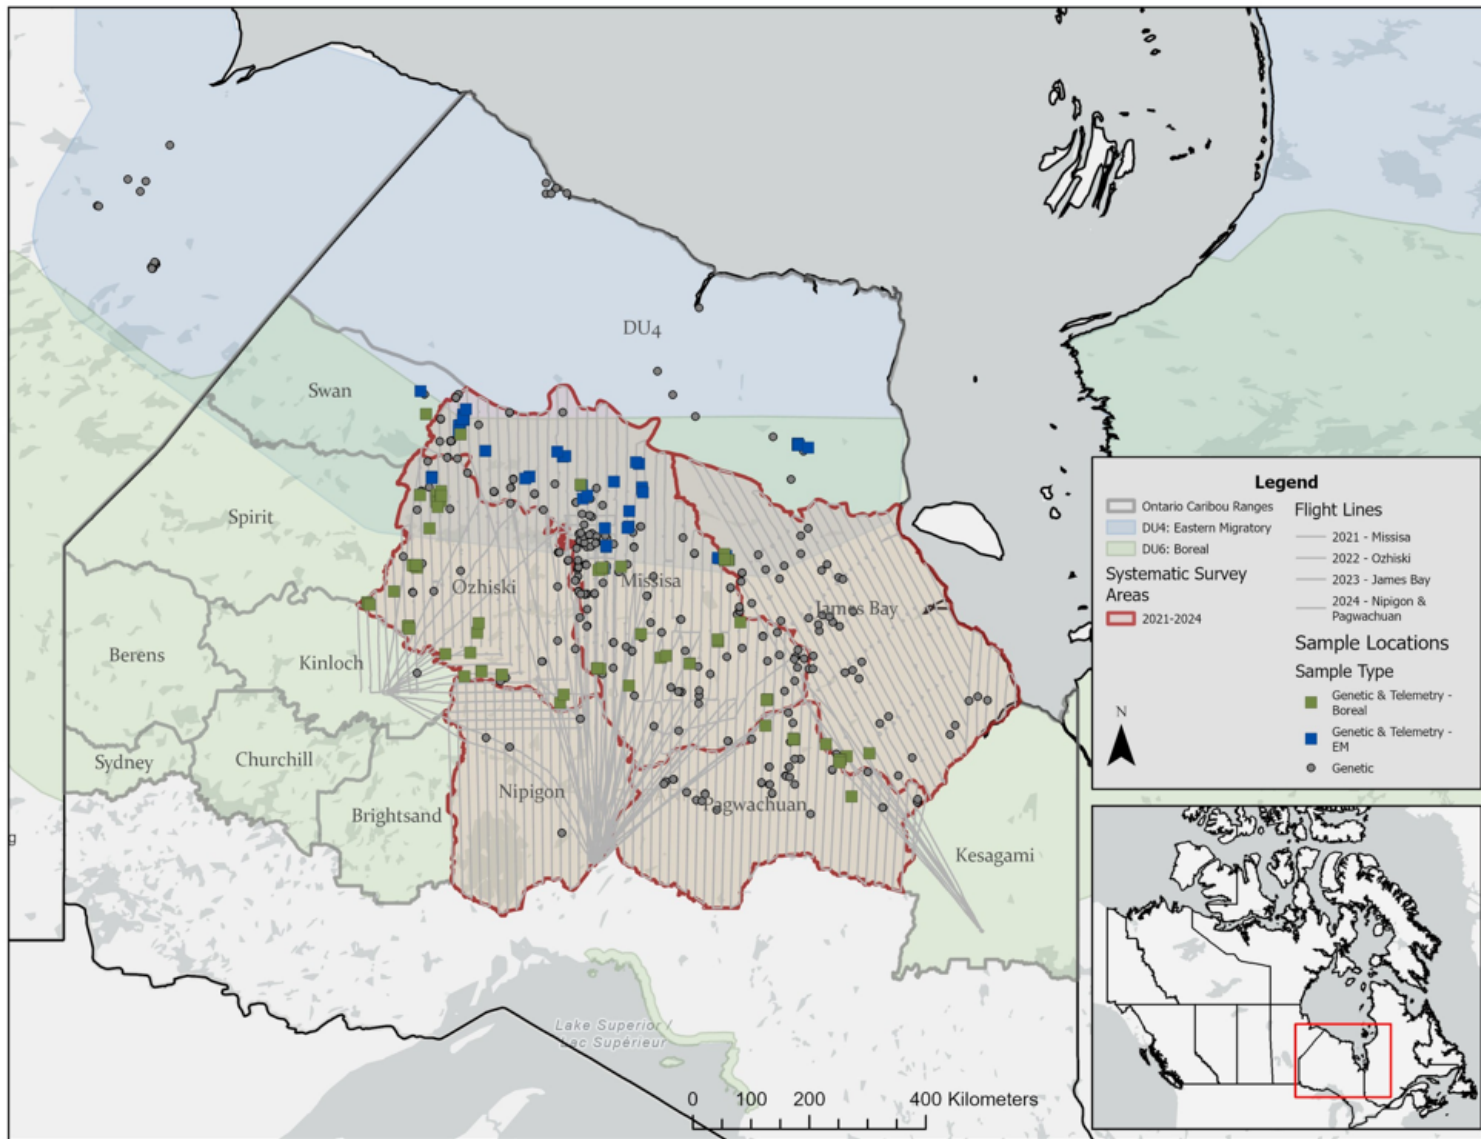 DU4
Swan
Spirit
Ozhiski
Missisa
James Bay
Berens
Kinloch
Sydney
Churchill
Nipigon
Brightsand
Pagwachuan
Kesagami
g
Lake Superior /
Lac Supérieur
0 100 200 400 Kilometers
Legend
Ontario Caribou Ranges
DU4: Eastern Migratory
DU6: Boreal
Systematic Survey
Areas
2021-2024
Flight Lines
2021 - Missisa
2022 - Ozhiski
2023 - James Bay
2024 - Nipigon &
Pagwachuan
Sample Locations
Sample Type
Genetic & Telemetry -
Boreal
Genetic & Telemetry -
EM
Genetic
N